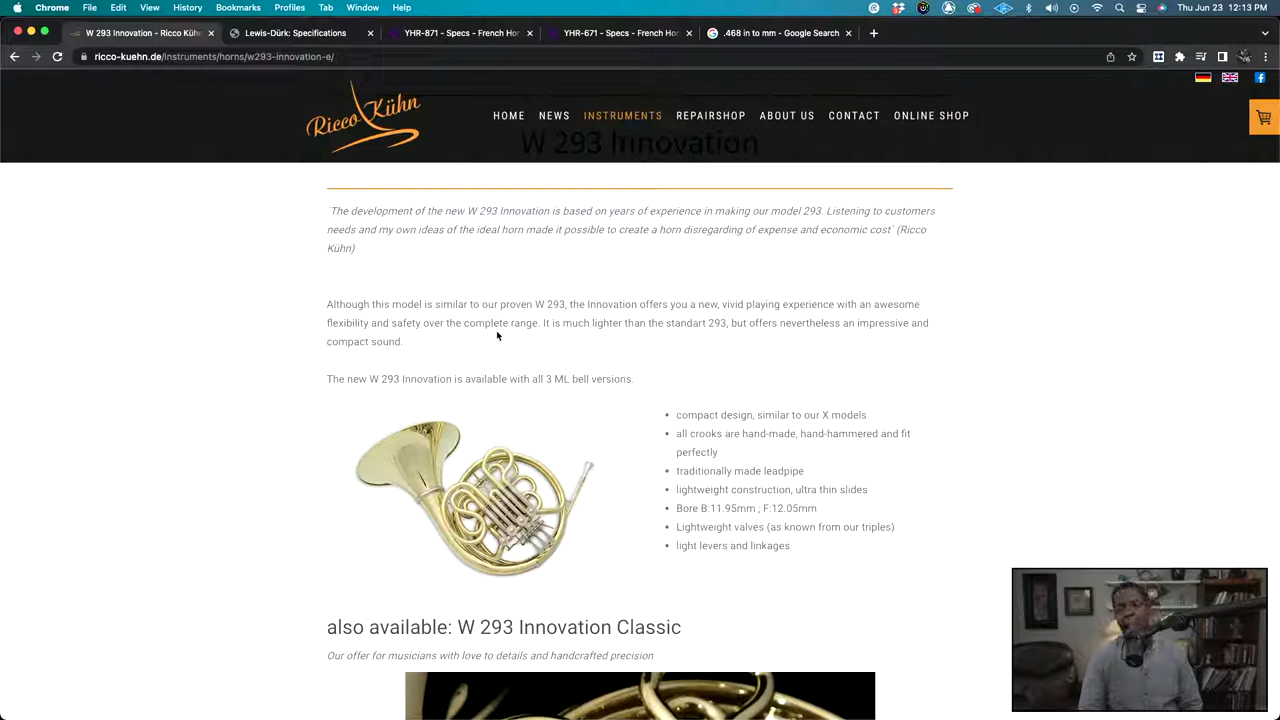 Chrome File Edit View History Bookmarks Profiles Tab Window Help Thu Jun 23 12:13 PM
W 293 Innovation - Ricco Kühn Lewis-Dürk: Specifications YHR-871 - Specs - French Hor YHR-671 - Specs - French Hor .468 in to mm - Google Search
ricco-kuehn.de/instruments/horns/w293-innovation-e/
Ricco Kühn
HOME NEWS INSTRUMENTS REPAIRSHOP ABOUT US CONTACT ONLINE SHOP
W 293 Innovation
´The development of the new W 293 Innovation is based on years of experience in making our model 293. Listening to customers
needs and my own ideas of the ideal horn made it possible to create a horn disregarding of expense and economic cost´ (Ricco
Kühn)
Although this model is similar to our proven W 293, the Innovation offers you a new, vivid playing experience with an awesome
flexibility and safety over the complete range. It is much lighter than the standart 293, but offers nevertheless an impressive and
compact sound.
The new W 293 Innovation is available with all 3 ML bell versions.
• compact design, similar to our X models
• all crooks are hand-made, hand-hammered and fit
perfectly
• traditionally made leadpipe
• lightweight construction, ultra thin slides
• Bore B:11.95mm ; F:12.05mm
• Lightweight valves (as known from our triples)
• light levers and linkages
also available: W 293 Innovation Classic
Our offer for musicians with love to details and handcrafted precision